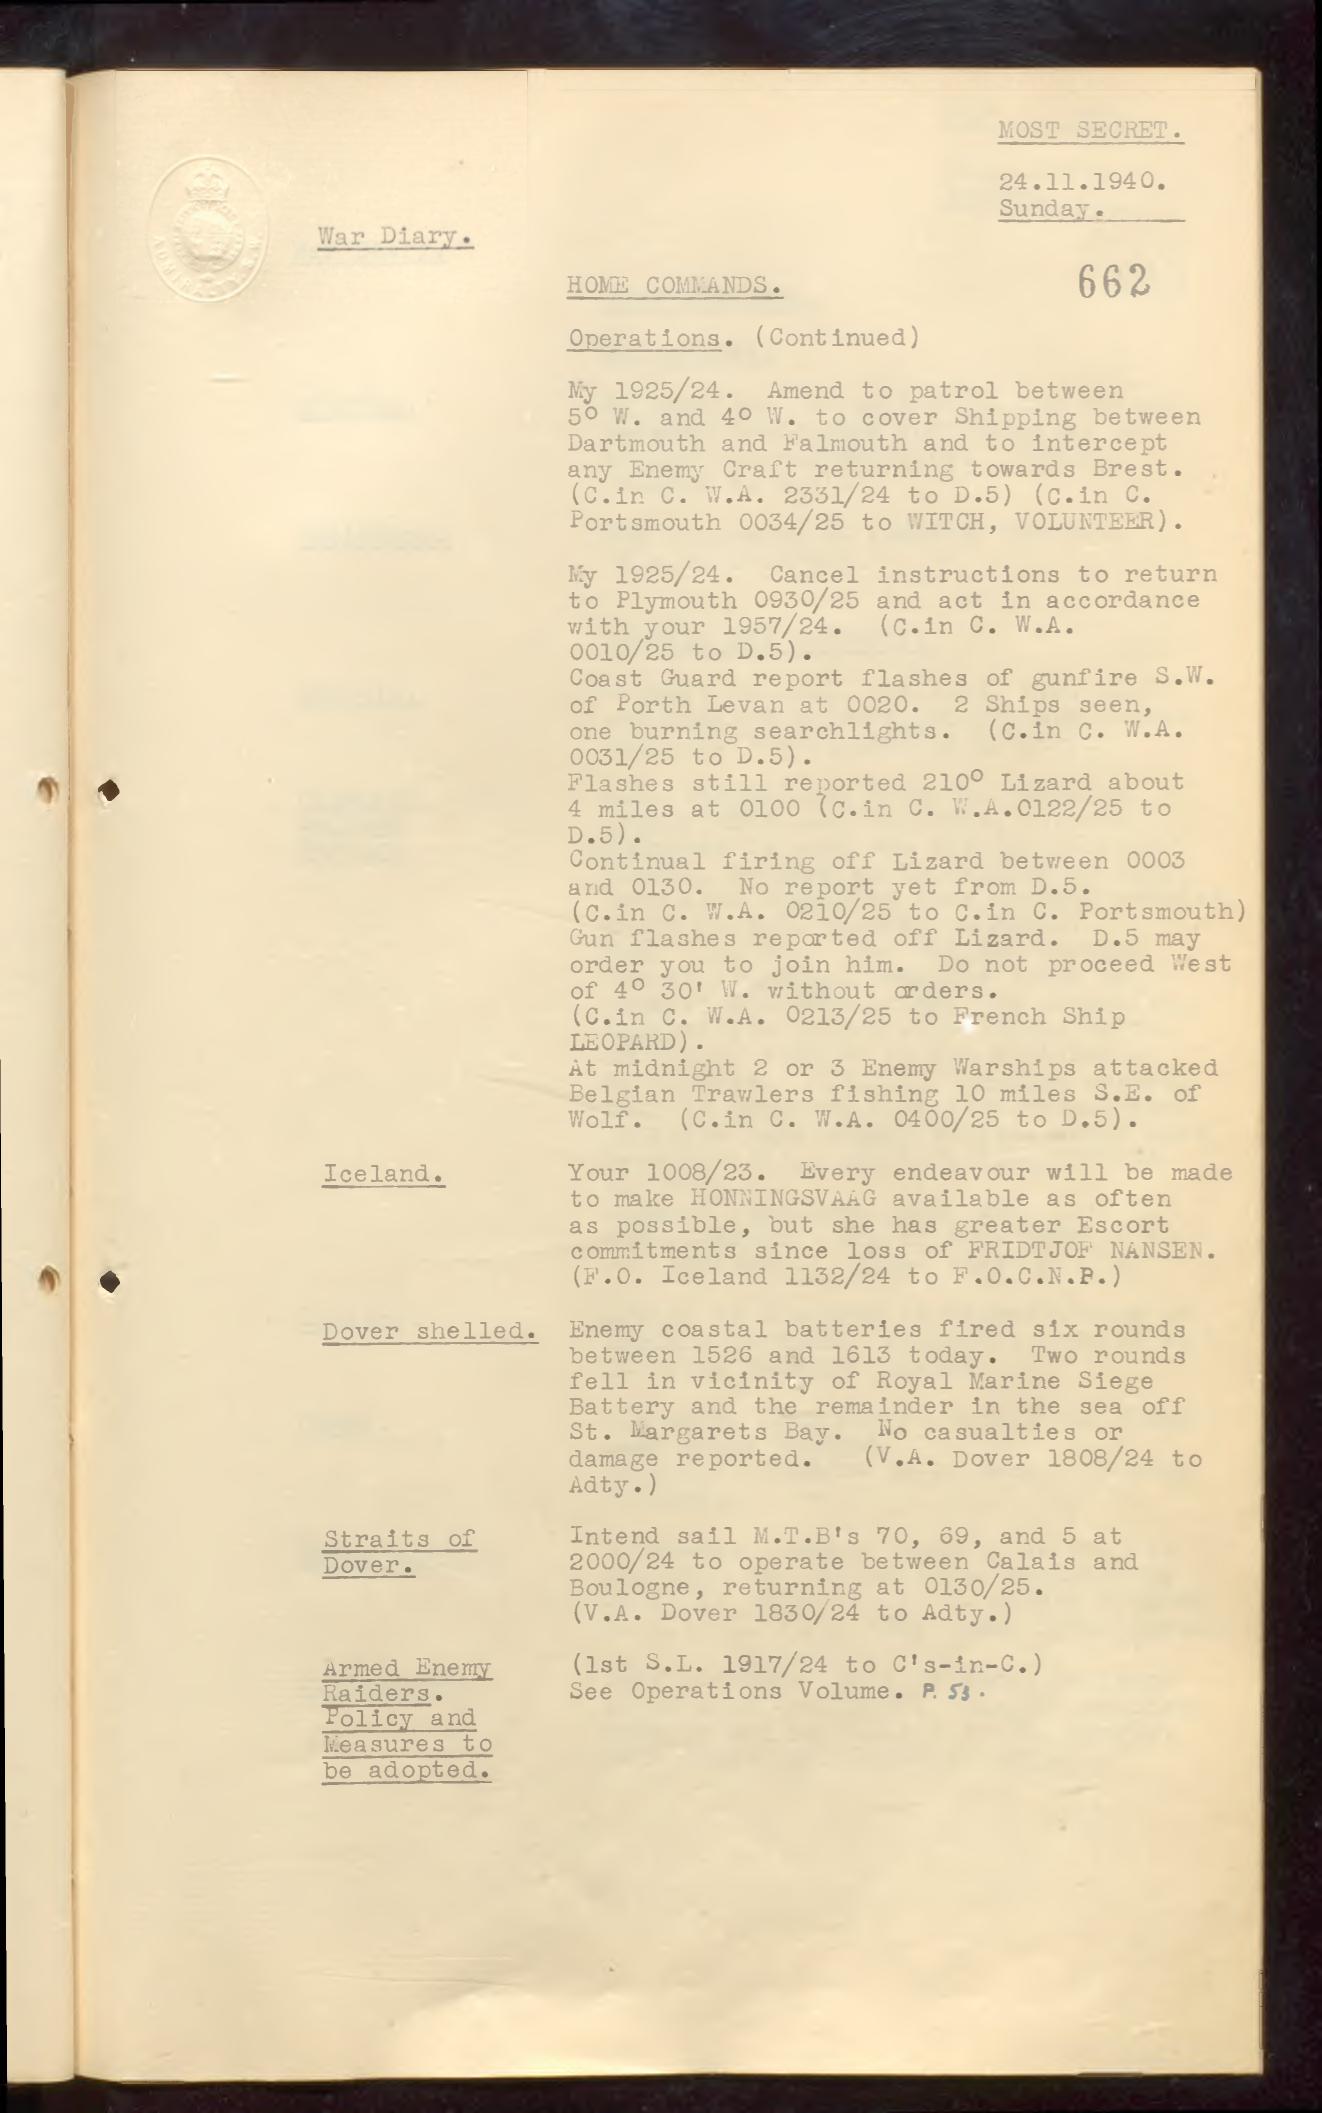 MOST SECRET.
24.11.1940.
Sunday.
War Diary.
662
HOME COMMANDS.
Operations. (Continued)
My 1925/24. Amend to patrol between
5° W. and 4° W. to cover Shipping between
Dartmouth and Falmouth and to intercept
any Enemy Craft returning towards Brest.
(C.in C. W.A. 2331/24 to D.5) (C.in C.
Portsmouth 0034/25 to WITCH, VOLUNTEER).
My 1925/24. Cancel instructions to return
to Plymouth 0930/25 and act in accordance
with your 1957/24. (C.in C. W.A.
0010/25 to D.5).
Coast Guard report flashes of gunfire S.W.
of Porth Levan at 0020. 2 Ships seen,
one burning searchlights. (C.in C. W.A.
0031/25 to D.5).
Flashes still reported 210° Lizard about
4 miles at 0100 (C.in C. W.A.0122/25 to
D.5).
Continual firing off Lizard between 0003
and 0130. No report yet from D.5.
(C.in C. W.A. 0210/25 to C.in C. Portsmouth)
Gun flashes reported off Lizard. D.5 may
order you to join him. Do not proceed West
of 4° 30' W. without orders.
(C.in C. W.A. 0213/25 to French Ship
LEOPARD).
At midnight 2 or 3 Enemy Warships attacked
Belgian Trawlers fishing 10 miles S.E. of
Wolf. (C.in C. W.A. 0400/25 to D.5).
Iceland.
Your 1008/23. Every endeavour will be made
to make HONNINGSVAAG available as often
as possible, but she has greater Escort
commitments since loss of FRIDTJOF NANSEN.
(F.O. Iceland 1132/24 to F.O.C.N.P.)
Dover shelled.
Enemy coastal batteries fired six rounds
between 1526 and 1613 today. Two rounds
fell in vicinity of Royal Marine Siege
Battery and the remainder in the sea off
St. Margarets Bay. No casualties or
damage reported. (V.A. Dover 1808/24 to
Adty.)
Straits of
Dover.
Intend sail M.T.B's 70, 69, and 5 at
2000/24 to operate between Calais and
Boulogne, returning at 0130/25.
(V.A. Dover 1830/24 to Adty.)
Armed Enemy
Raiders.
Policy and
Measures to
be adopted.
(1st S.L. 1917/24 to C's-in-C.)
See Operations Volume. P. 53.